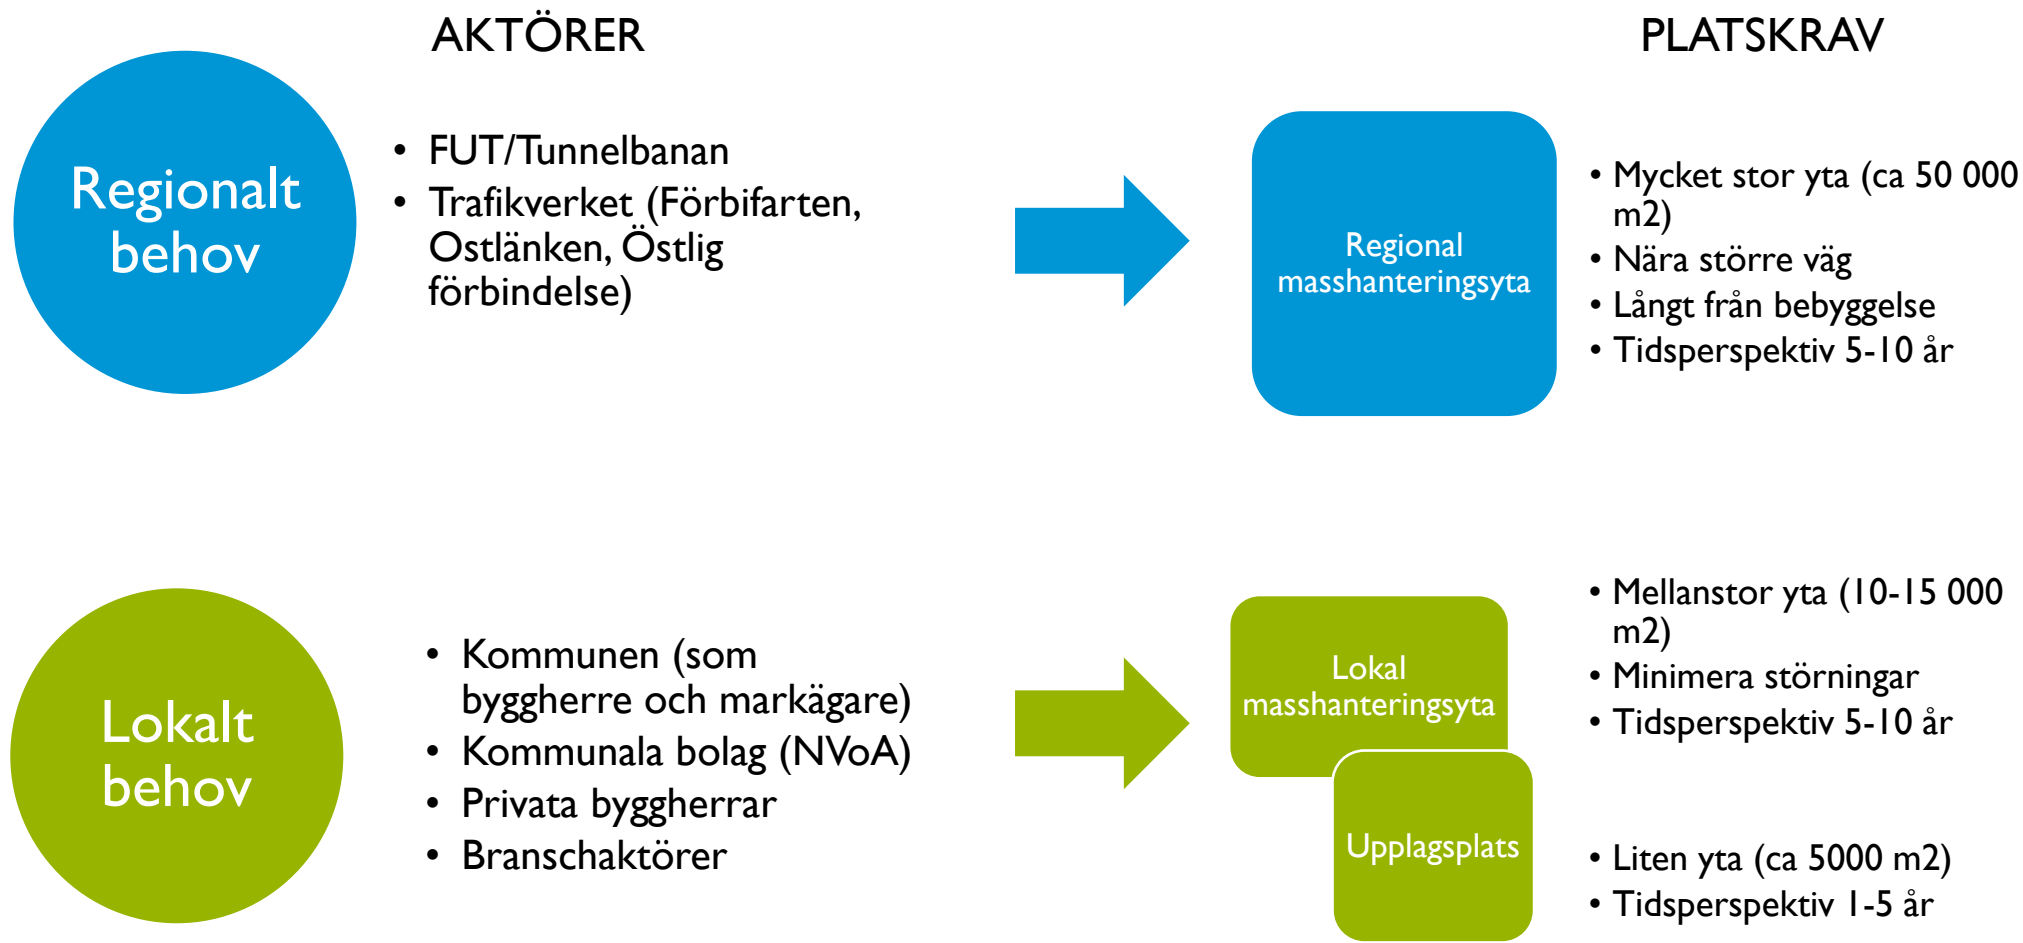 AKTÖRER
PLATSKRAV
Regionalt
behov
• FUT/Tunnelbanan
• Trafikverket (Förbifarten,
Ostlänken, Östlig
förbindelse)
Regional
masshanteringsyta
• Mycket stor yta (ca 50 000
m2)
• Nära större väg
• Långt från bebyggelse
• Tidsperspektiv 5-10 år
Lokalt
behov
• Kommunen (som
byggherre och markägare)
• Kommunala bolag (NVoA)
• Privata byggherrar
• Branschaktörer
Lokal
masshanteringsyta
• Mellanstor yta (10-15 000
m2)
• Minimera störningar
• Tidsperspektiv 5-10 år
Upplagsplats
• Liten yta (ca 5000 m2)
• Tidsperspektiv 1-5 år